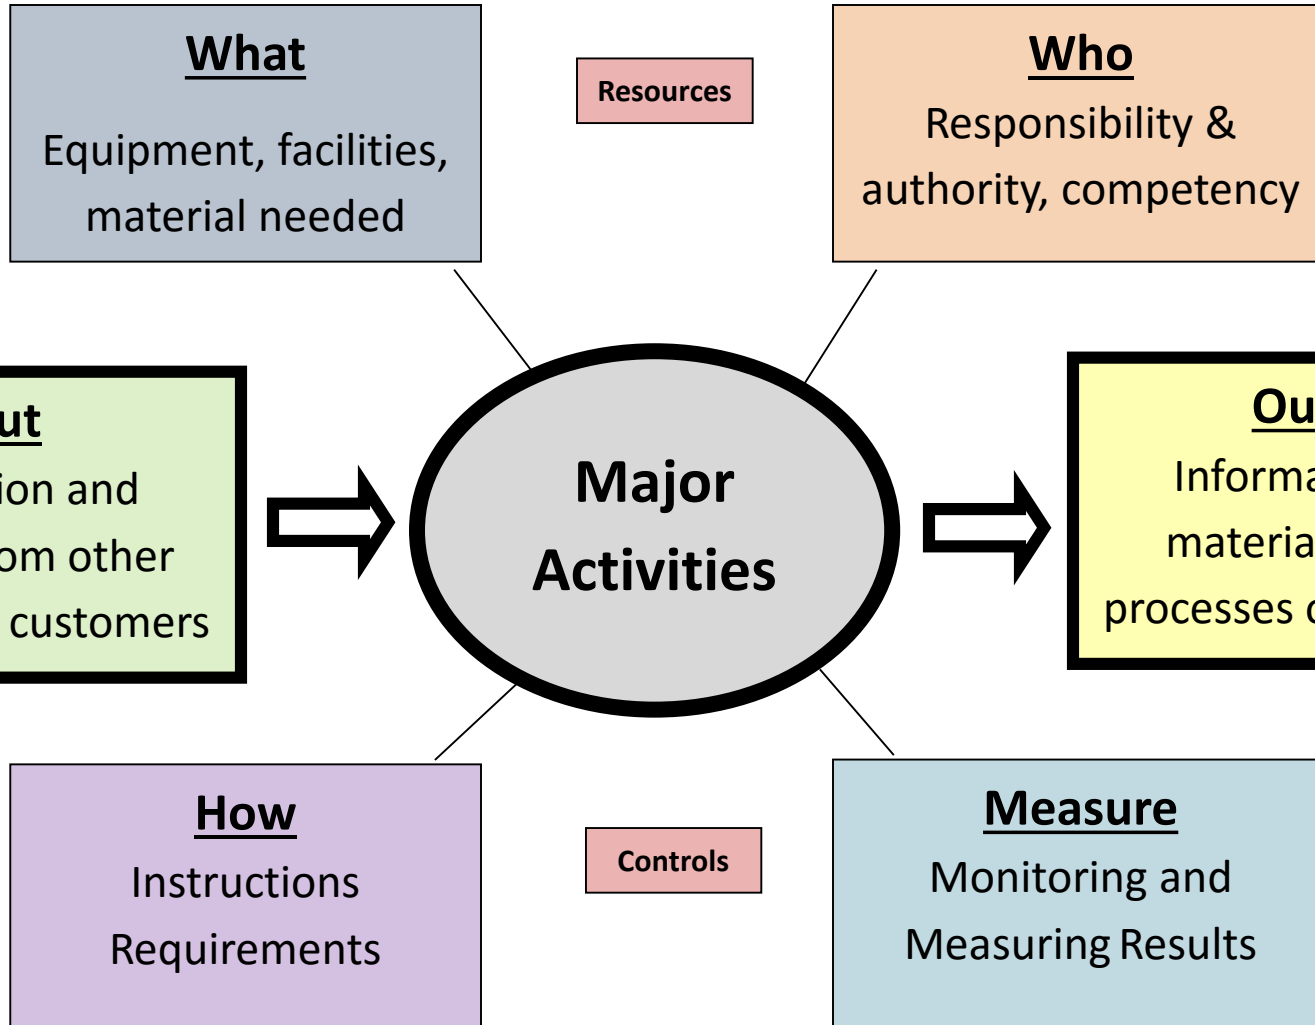 What
Equipment, facilities,
material needed
Resources
Who
Responsibility &
authority, competency
ut
ion and
om other
customers
Major
Activities
Ou
Informa
materia
processes
How
Instructions
Requirements
Controls
Measure
Monitoring and
Measuring Results